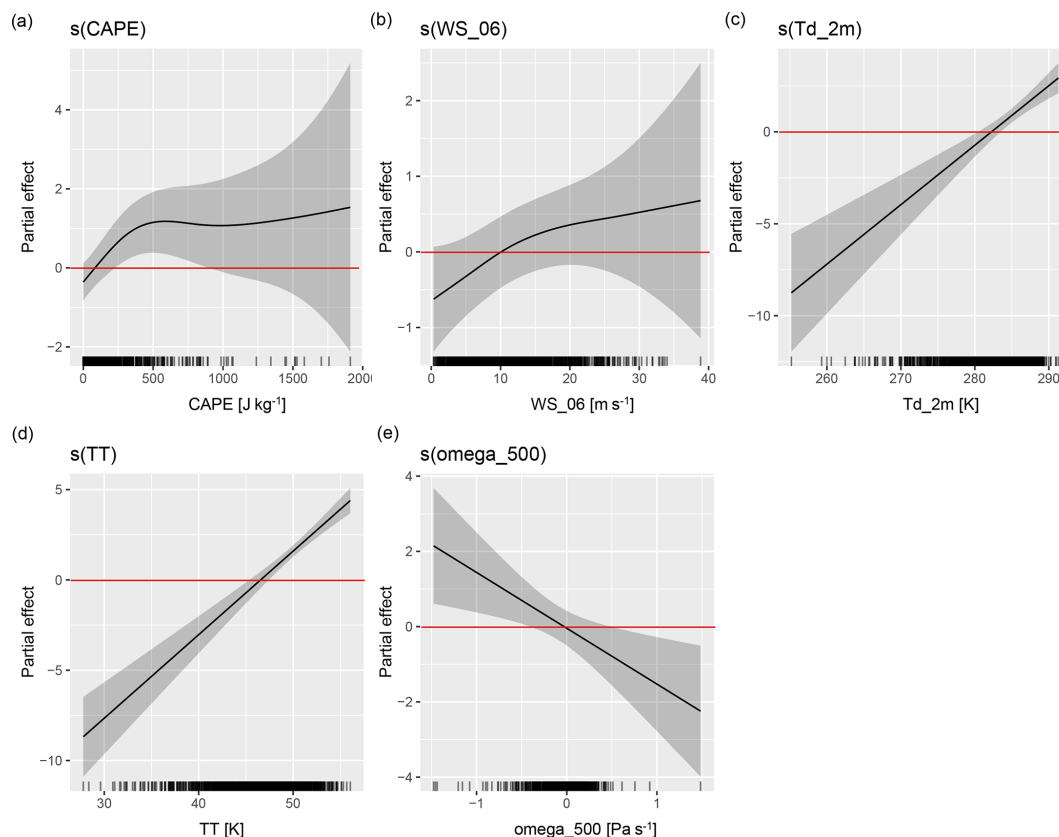 (a)
s(CAPE)
Partial effect
4
2
0
−2
0
500
1000
1500
2000
CAPE [J kg⁻¹]
(b)
s(WS_06)
Partial effect
2
1
0
−1
0
10
20
30
40
WS_06 [m s⁻¹]
(c)
s(Td_2m)
Partial effect
0
−5
−10
260
270
280
290
Td_2m [K]
(d)
s(TT)
Partial effect
5
0
−5
−10
30
40
50
TT [K]
(e)
s(omega_500)
Partial effect
4
2
0
−2
−4
−1
0
1
omega_500 [Pa s⁻¹]